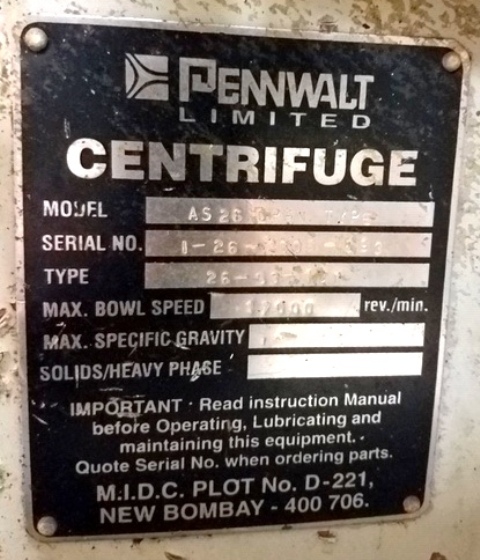 PENNWALT
LIMITED
CENTRIFUGE
MODEL AS 26
SERIAL NO.
TYPE
MAX. BOWL SPEED rev./min.
MAX. SPECIFIC GRAVITY
SOLIDS/HEAVY PHASE
IMPORTANT · Read instruction Manual
before Operating, Lubricating and
maintaining this equipment.
Quote Serial No. when ordering parts.
M.I.D.C. PLOT No. D-221,
NEW BOMBAY - 400 706.